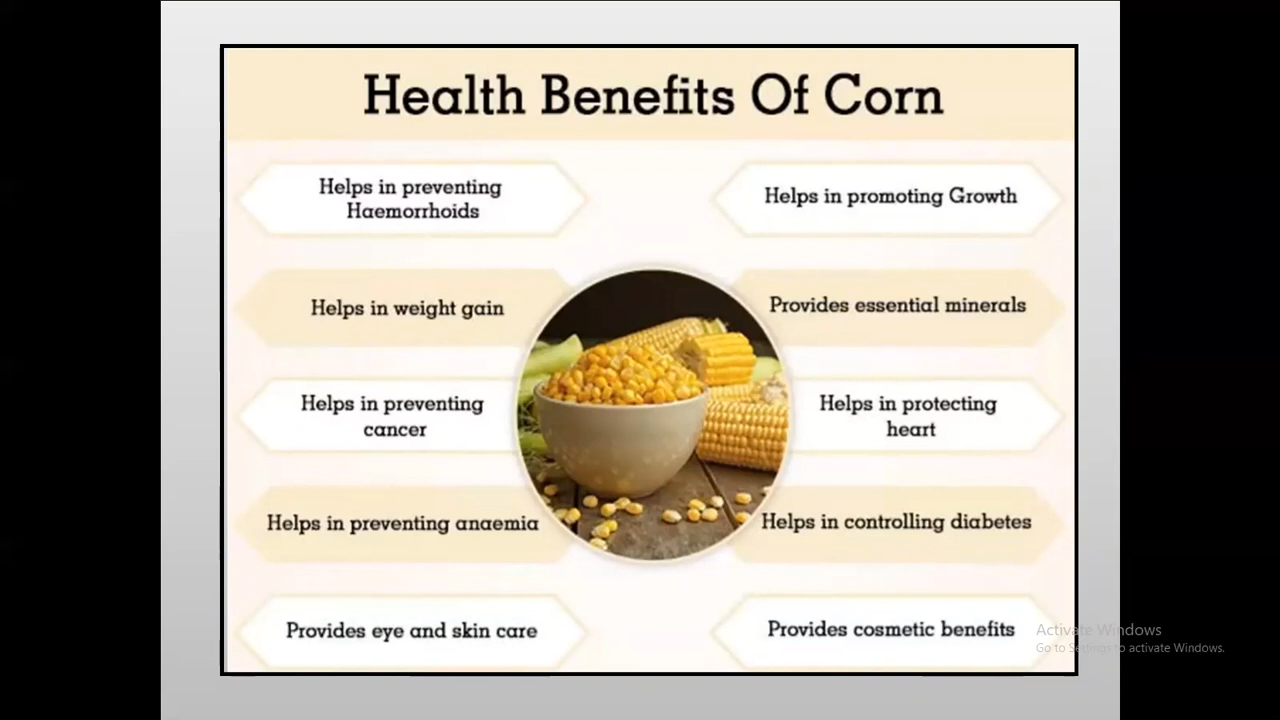 Health Benefits Of Corn
Helps in preventing
Haemorrhoids
Helps in promoting Growth
Helps in weight gain
Provides essential minerals
Helps in preventing
cancer
Helps in protecting
heart
Helps in preventing anaemia
Helps in controlling diabetes
Provides eye and skin care
Provides cosmetic benefits
Activate Windows
Go to Settings to activate Windows.